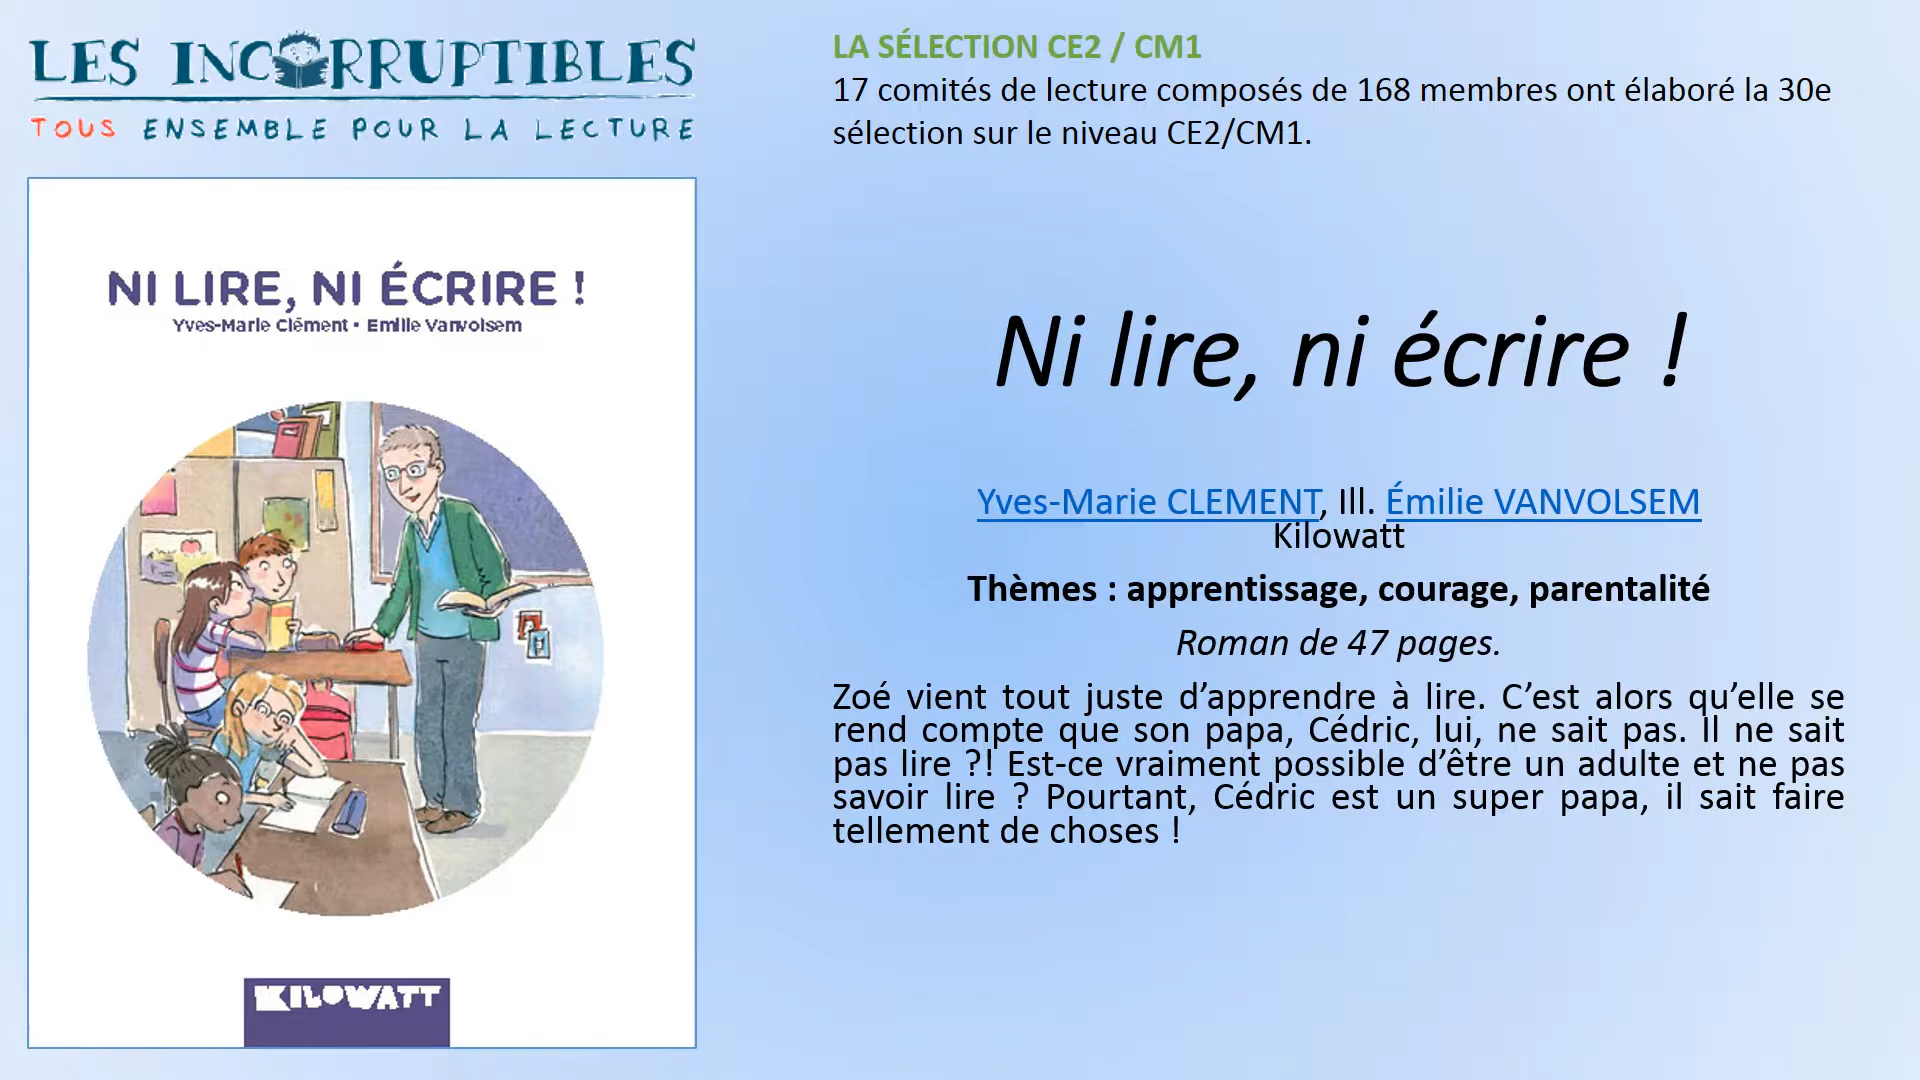 LES INCORRUPTIBLES
TOUS ENSEMBLE POUR LA LECTURE
NI LIRE, NI ÉCRIRE !
Yves-Marie Clément • Emilie Vanvolsem
KILOWATT
LA SÉLECTION CE2 / CM1
17 comités de lecture composés de 168 membres ont élaboré la 30e
sélection sur le niveau CE2/CM1.
Ni lire, ni écrire !
Yves-Marie CLEMENT, Ill. Émilie VANVOLSEM
Kilowatt
Thèmes : apprentissage, courage, parentalité
Roman de 47 pages.
Zoé vient tout juste d’apprendre à lire. C’est alors qu’elle se
rend compte que son papa, Cédric, lui, ne sait pas. Il ne sait
pas lire ?! Est-ce vraiment possible d’être un adulte et ne pas
savoir lire ? Pourtant, Cédric est un super papa, il sait faire
tellement de choses !